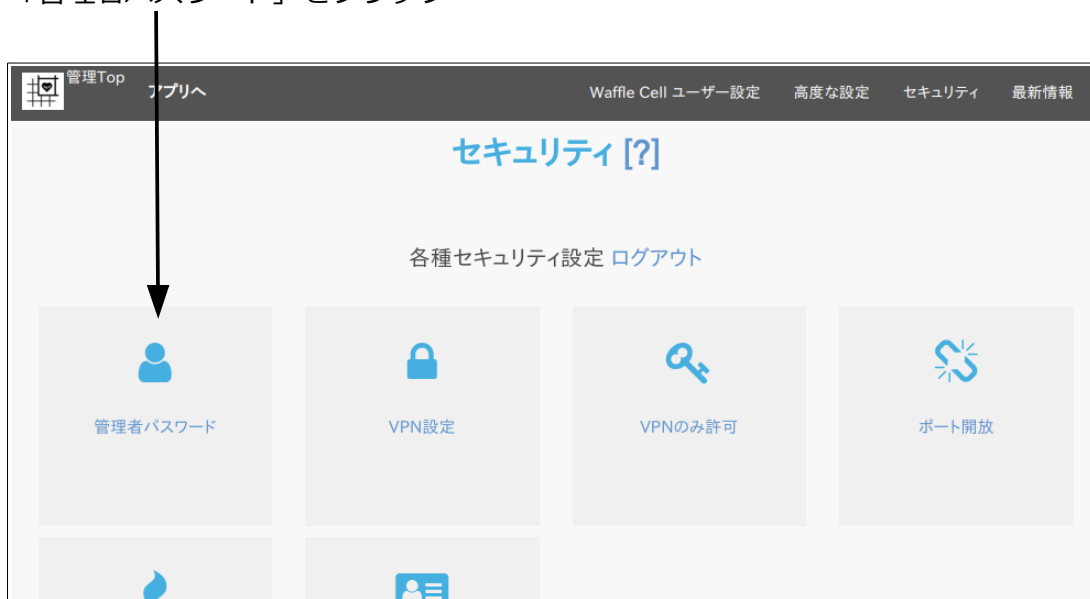 管理Top
アプリへ
Waffle Cell ユーザー設定 高度な設定 セキュリティ 最新情報
セキュリティ [?]
各種セキュリティ設定 ログアウト
管理者パスワード VPN設定 VPNのみ許可 ポート開放